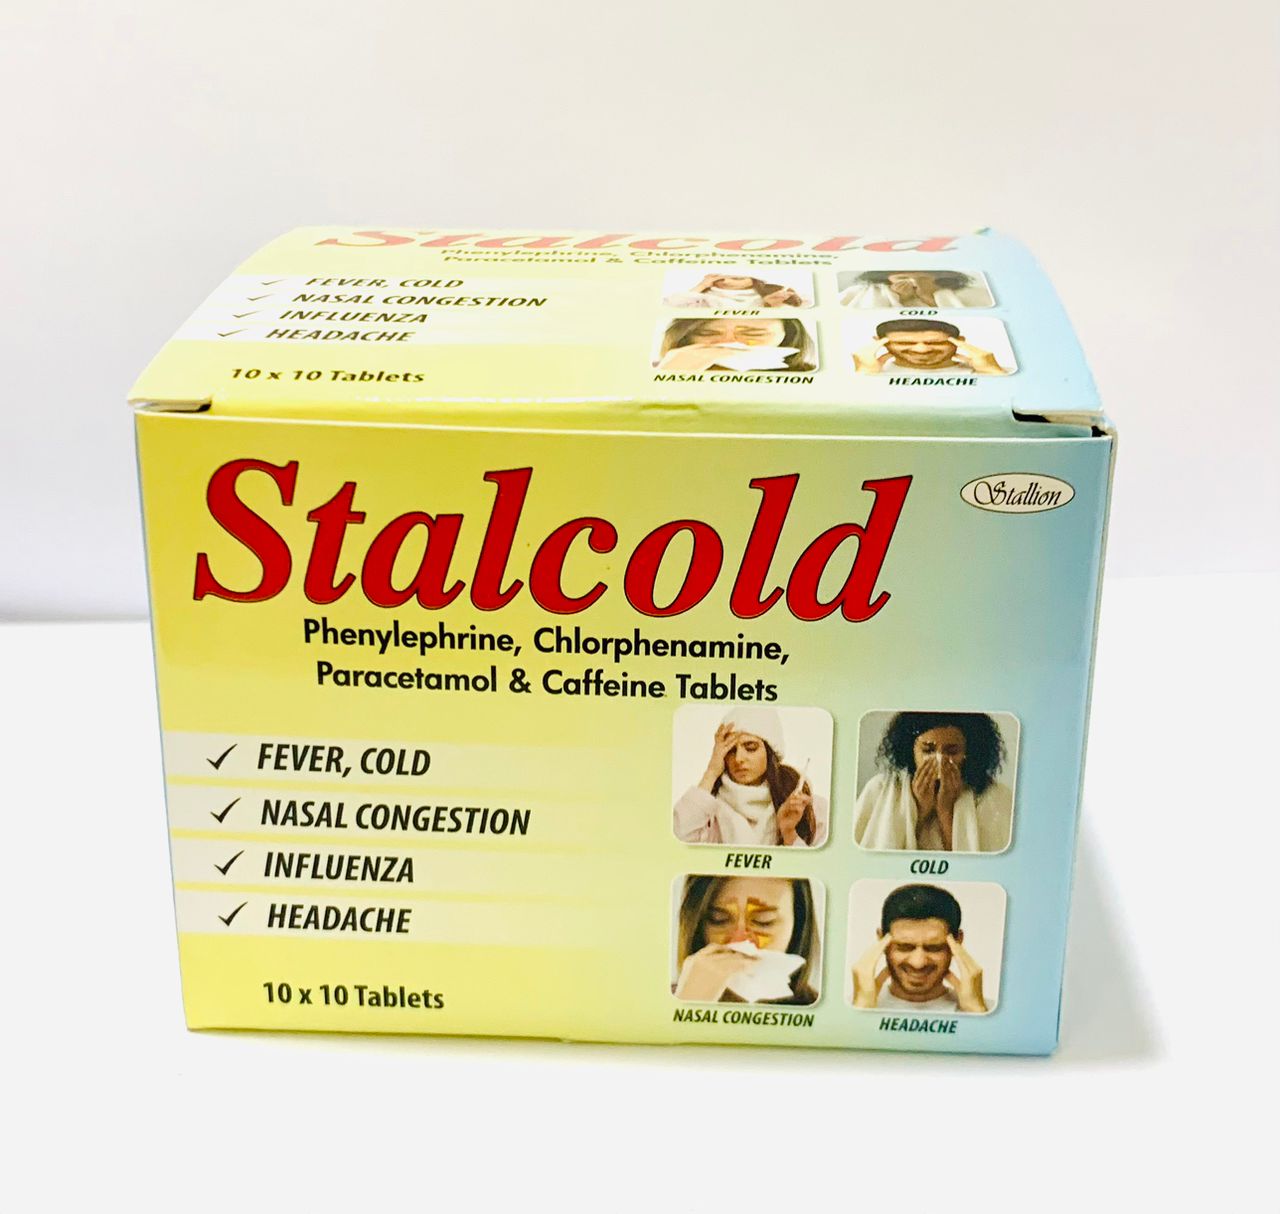 Stalcold
Phenylephrine, Chlorphenamine,
Paracetamol & Caffeine Tablets
FEVER, COLD
NASAL CONGESTION
INFLUENZA
HEADACHE
10 x 10 Tablets
FEVER
COLD
NASAL CONGESTION
HEADACHE
Stalcold
Stallion
Phenylephrine, Chlorphenamine,
Paracetamol & Caffeine Tablets
FEVER, COLD
NASAL CONGESTION
INFLUENZA
HEADACHE
10 x 10 Tablets
FEVER
COLD
NASAL CONGESTION
HEADACHE